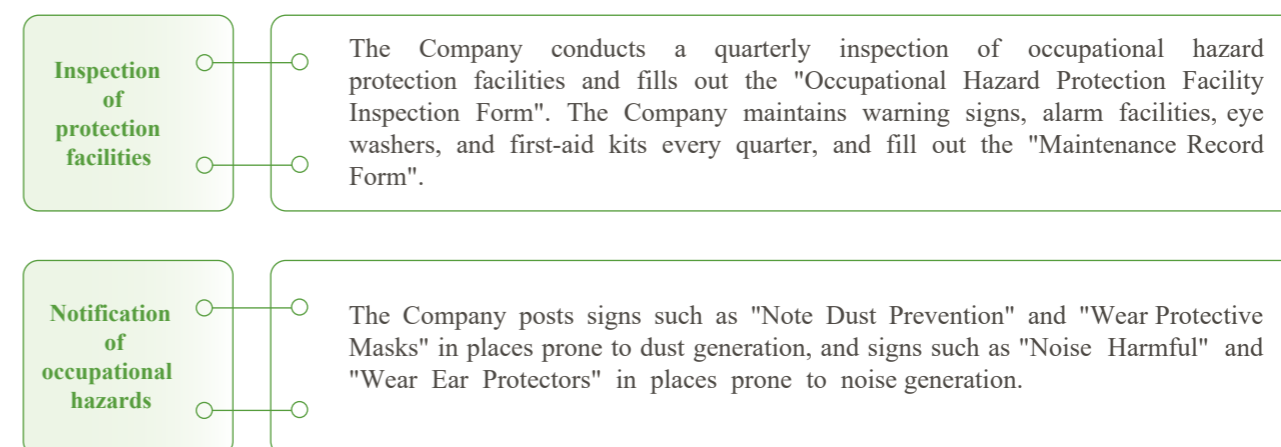 Inspection
of
protection
facilities
The Company conducts a quarterly inspection of occupational hazard
protection facilities and fills out the "Occupational Hazard Protection Facility
Inspection Form". The Company maintains warning signs, alarm facilities, eye
washers, and first-aid kits every quarter, and fill out the "Maintenance Record
Form".
Notification
of
occupational
hazards
The Company posts signs such as "Note Dust Prevention" and "Wear Protective
Masks" in places prone to dust generation, and signs such as "Noise Harmful" and
"Wear Ear Protectors" in places prone to noise generation.